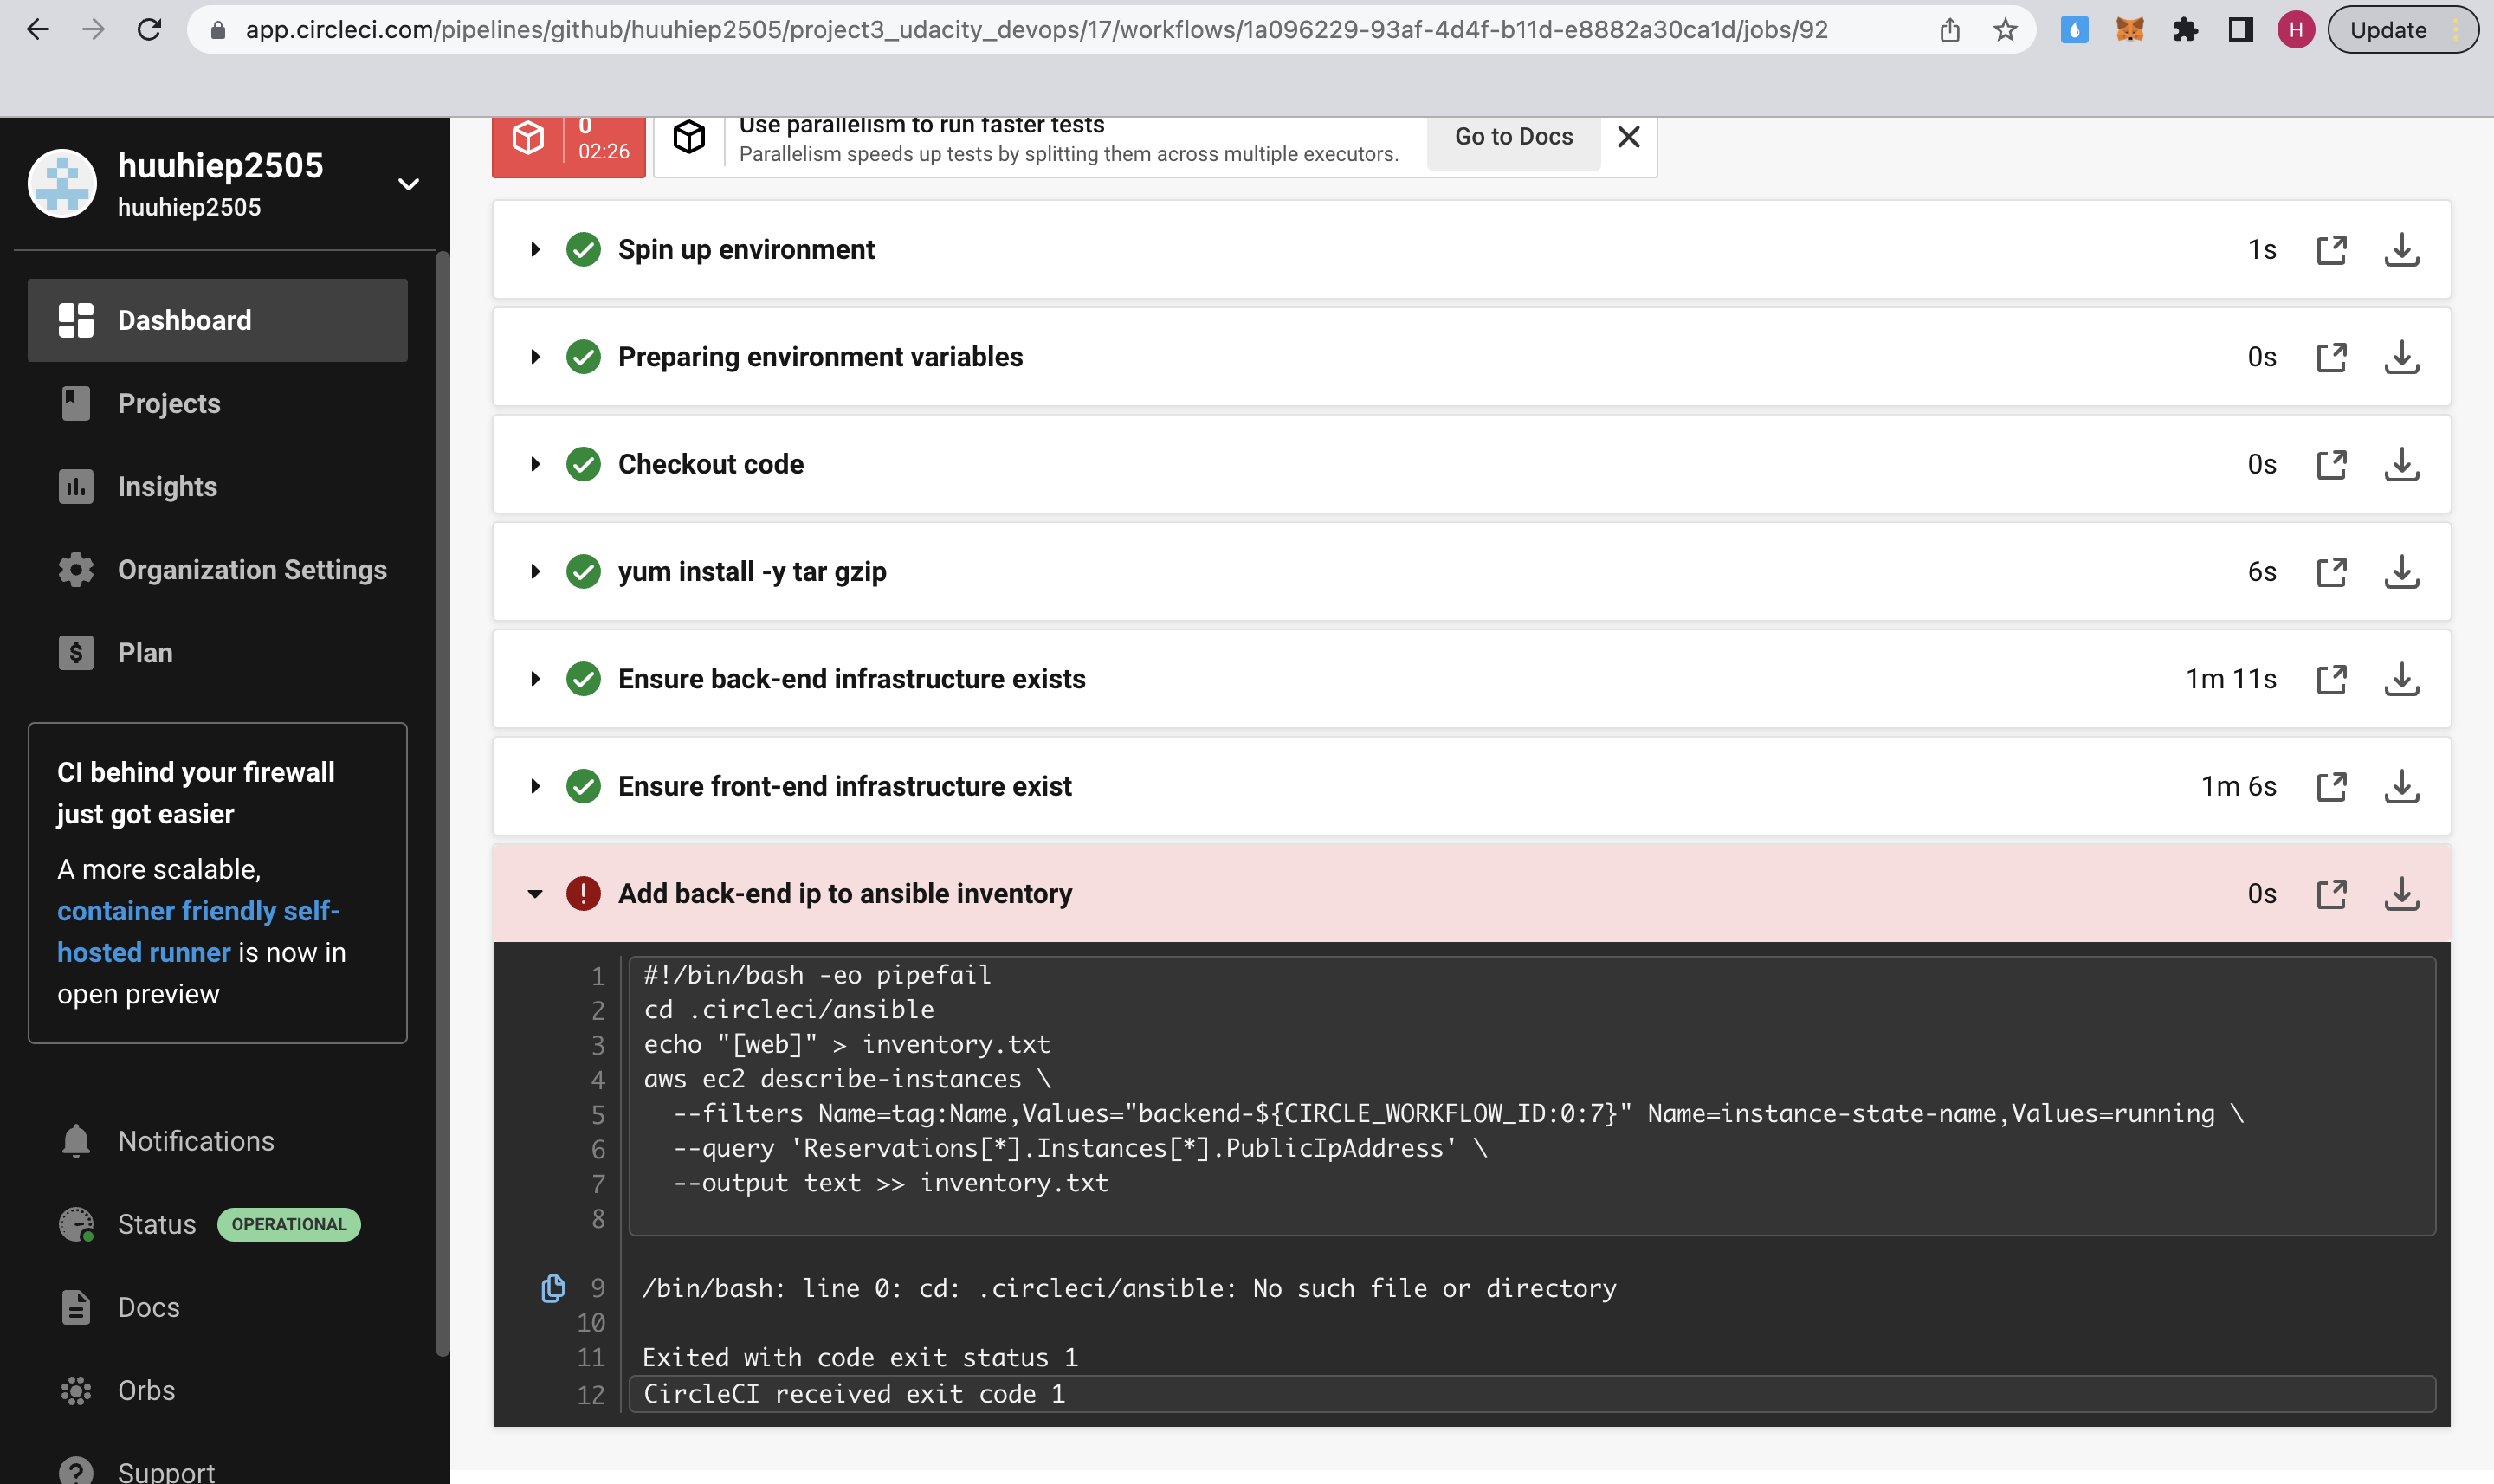 app.circleci.com/pipelines/github/huuhiep2505/project3_udacity_devops/17/workflows/1a096229-93af-4d4f-b11d-e8882a30ca1d/jobs/92
H
Update
huuhiep2505
huuhiep2505
Dashboard
Projects
Insights
Organization Settings
Plan
CI behind your firewall
just got easier
A more scalable,
container friendly self-
hosted runner is now in
open preview
Notifications
Status OPERATIONAL
Docs
Orbs
Support
0
02:26
Use parallelism to run faster tests
Parallelism speeds up tests by splitting them across multiple executors.
Go to Docs
Spin up environment 1s
Preparing environment variables 0s
Checkout code 0s
yum install -y tar gzip 6s
Ensure back-end infrastructure exists 1m 11s
Ensure front-end infrastructure exist 1m 6s
Add back-end ip to ansible inventory 0s
1 #!/bin/bash -eo pipefail
2 cd .circleci/ansible
3 echo "[web]" > inventory.txt
4 aws ec2 describe-instances \
5 --filters Name=tag:Name,Values="backend-${CIRCLE_WORKFLOW_ID:0:7}" Name=instance-state-name,Values=running \
6 --query 'Reservations[*].Instances[*].PublicIpAddress' \
7 --output text >> inventory.txt
8
9 /bin/bash: line 0: cd: .circleci/ansible: No such file or directory
10
11 Exited with code exit status 1
12 CircleCI received exit code 1